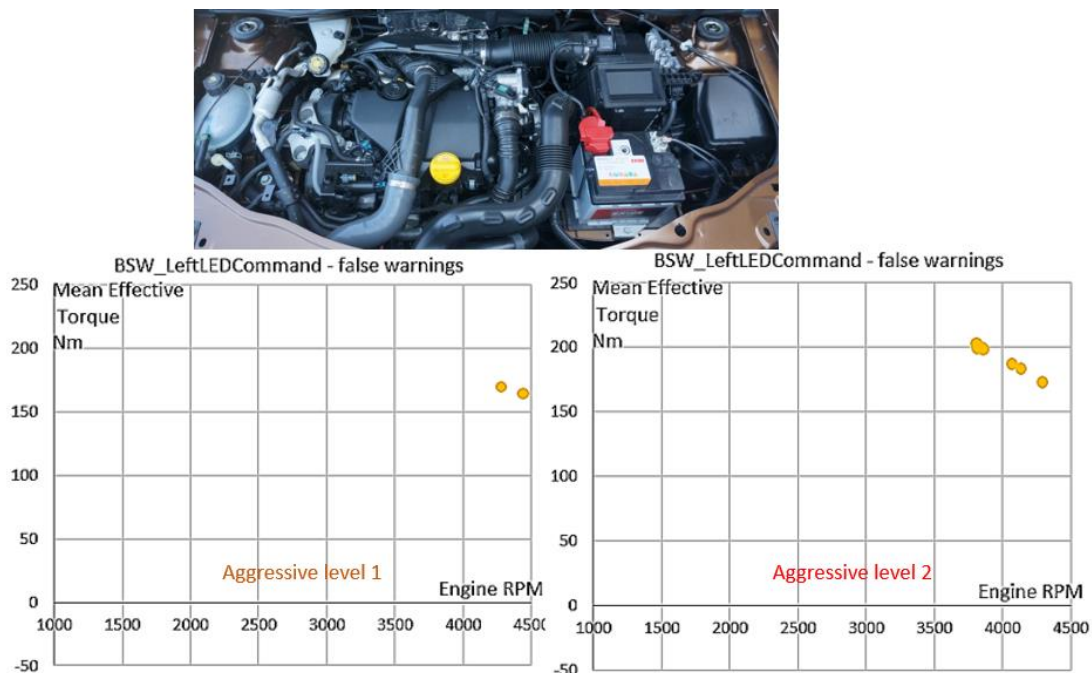 BSW_LeftLEDCommand - false warnings
250
Mean Effective
Torque
Nm
200
150
100
50
Aggressive level 1
Engine RPM
0
1000 1500 2000 2500 3000 3500 4000 450
-50
BSW_LeftLEDCommand - false warnings
250
Mean Effective
Torque
Nm
200
150
100
50
Aggressive level 2
Engine RPM
0
1000 1500 2000 2500 3000 3500 4000 4500
-50